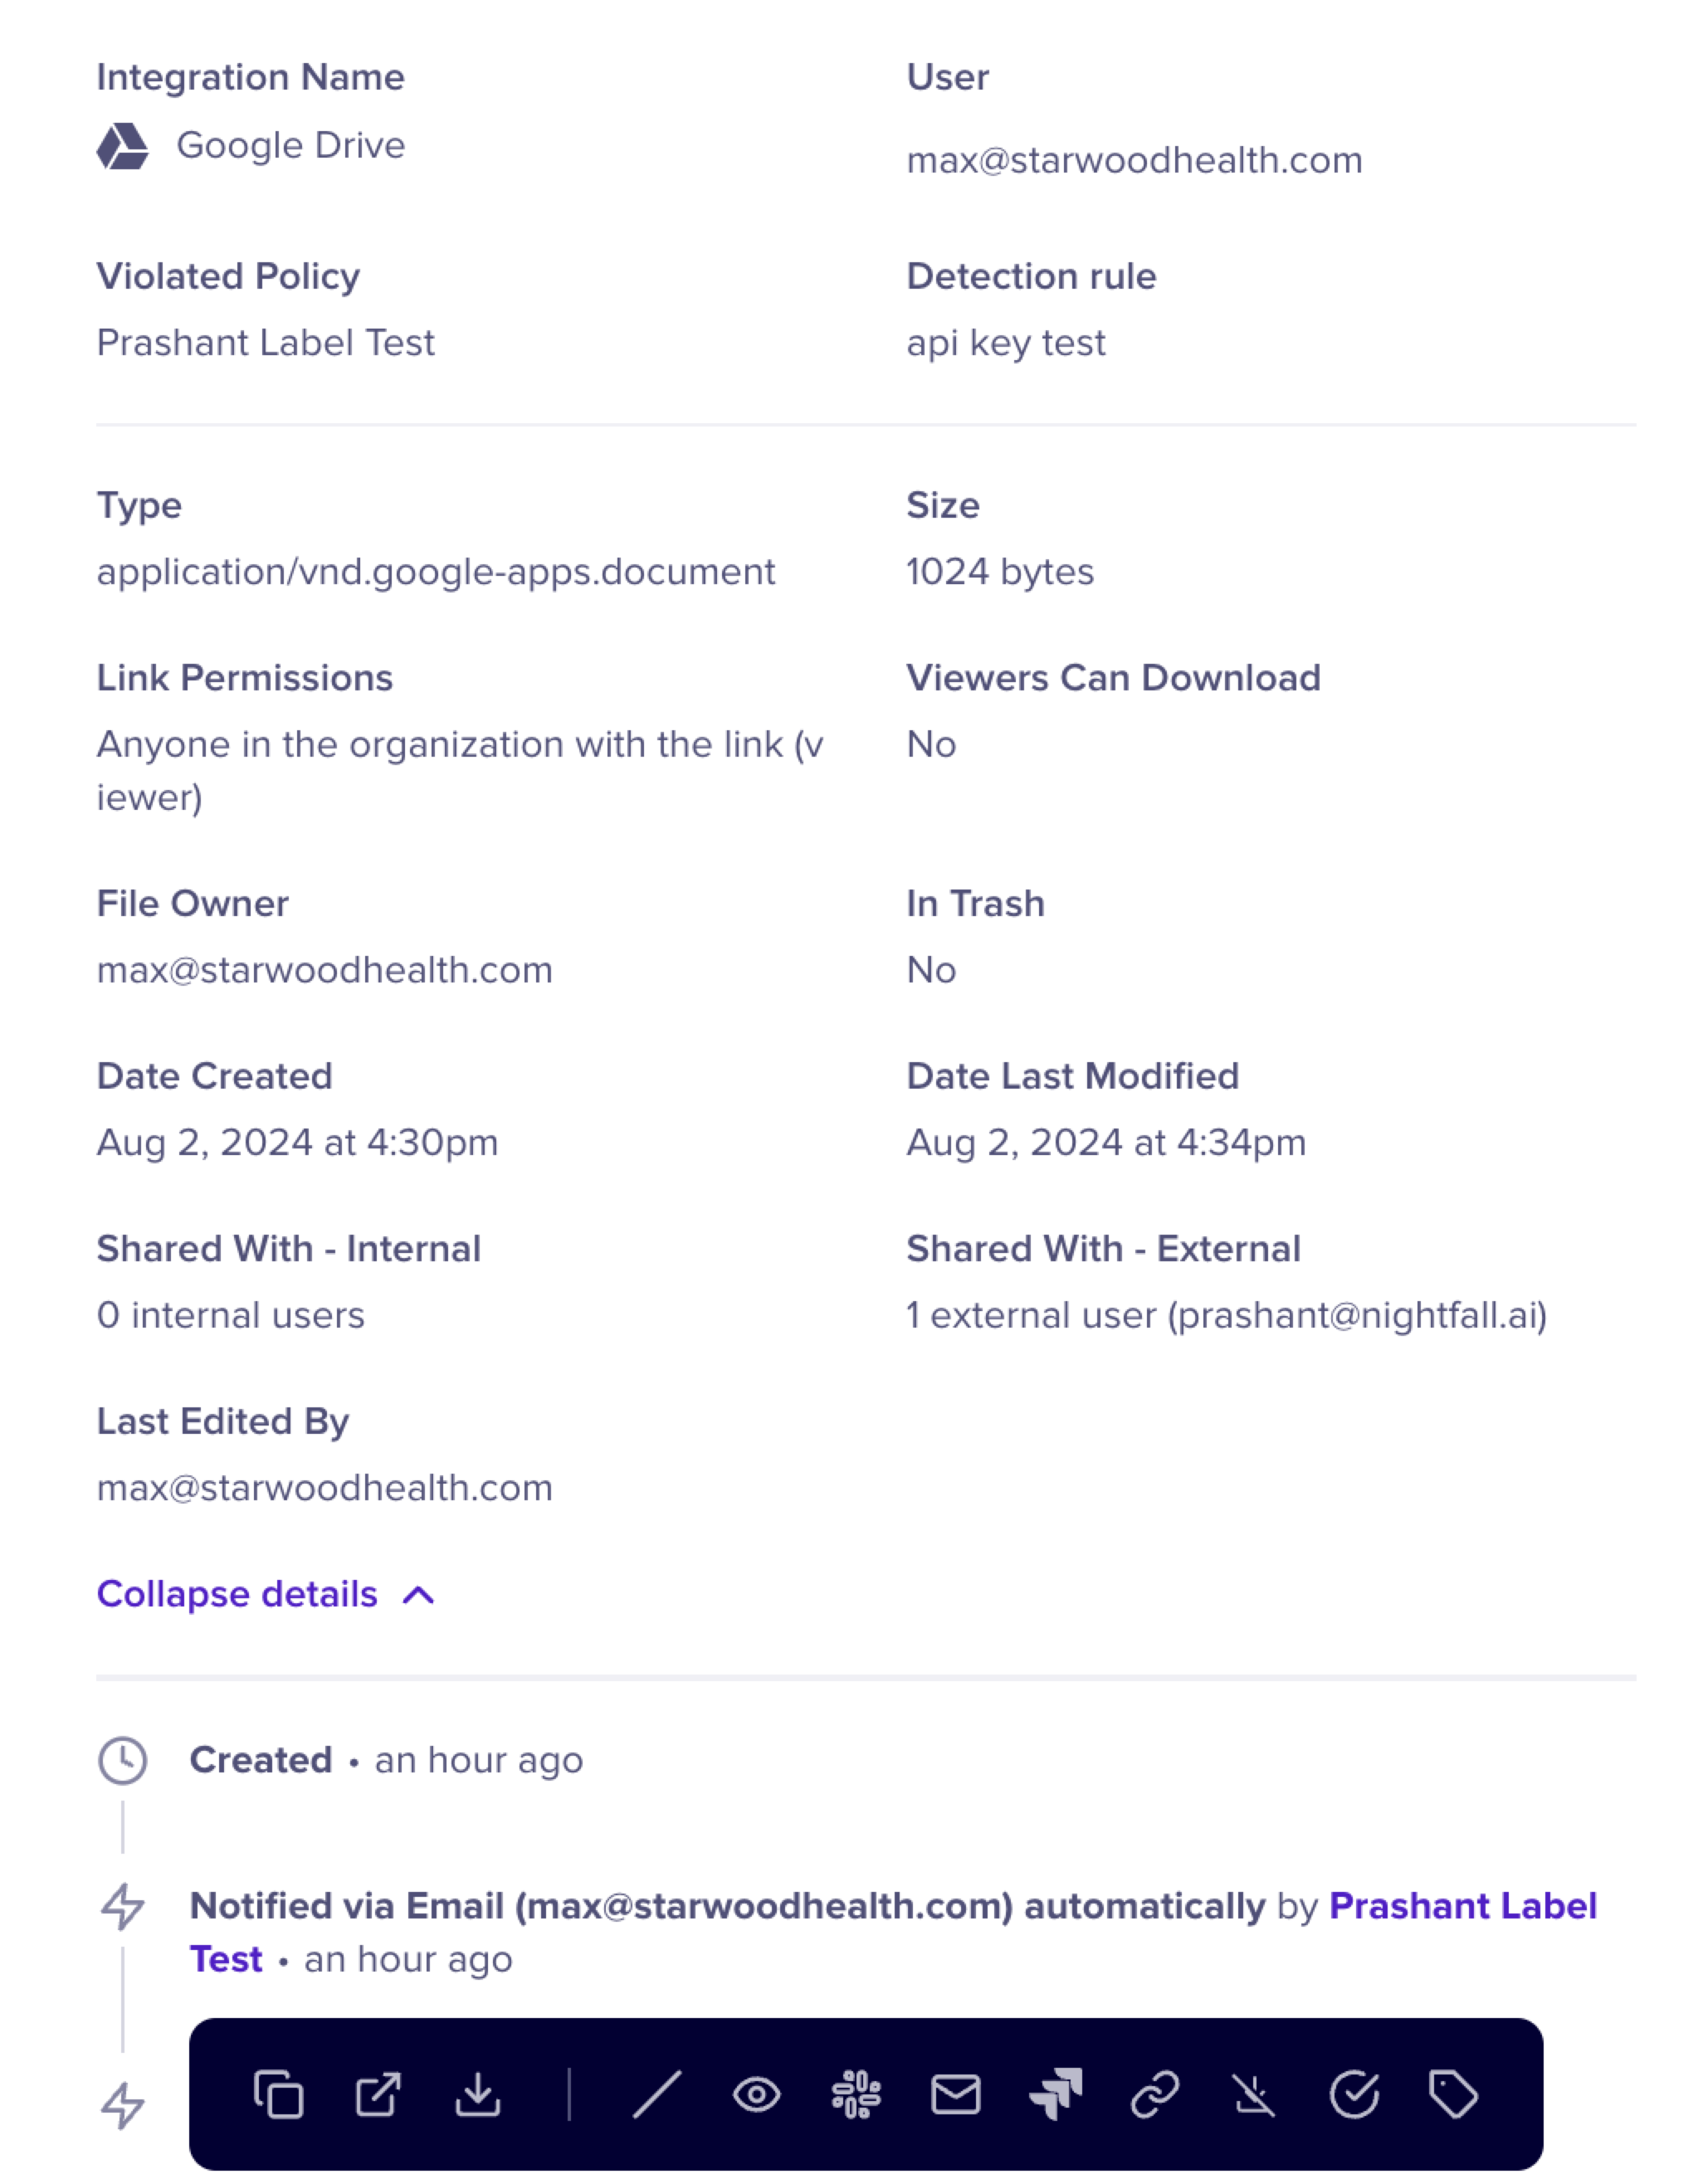 Integration Name
User
Google Drive
max@starwoodhealth.com
Violated Policy
Detection rule
Prashant Label Test
api key test
Type
Size
application/vnd.google-apps.document
1024 bytes
Link Permissions
Viewers Can Download
Anyone in the organization with the link (v
iewer)
No
File Owner
In Trash
max@starwoodhealth.com
No
Date Created
Date Last Modified
Aug 2, 2024 at 4:30pm
Aug 2, 2024 at 4:34pm
Shared With - Internal
Shared With - External
0 internal users
1 external user (prashant@nightfall.ai)
Last Edited By
max@starwoodhealth.com
Collapse details
Created • an hour ago
Notified via Email (max@starwoodhealth.com) automatically by Prashant Label
Test • an hour ago